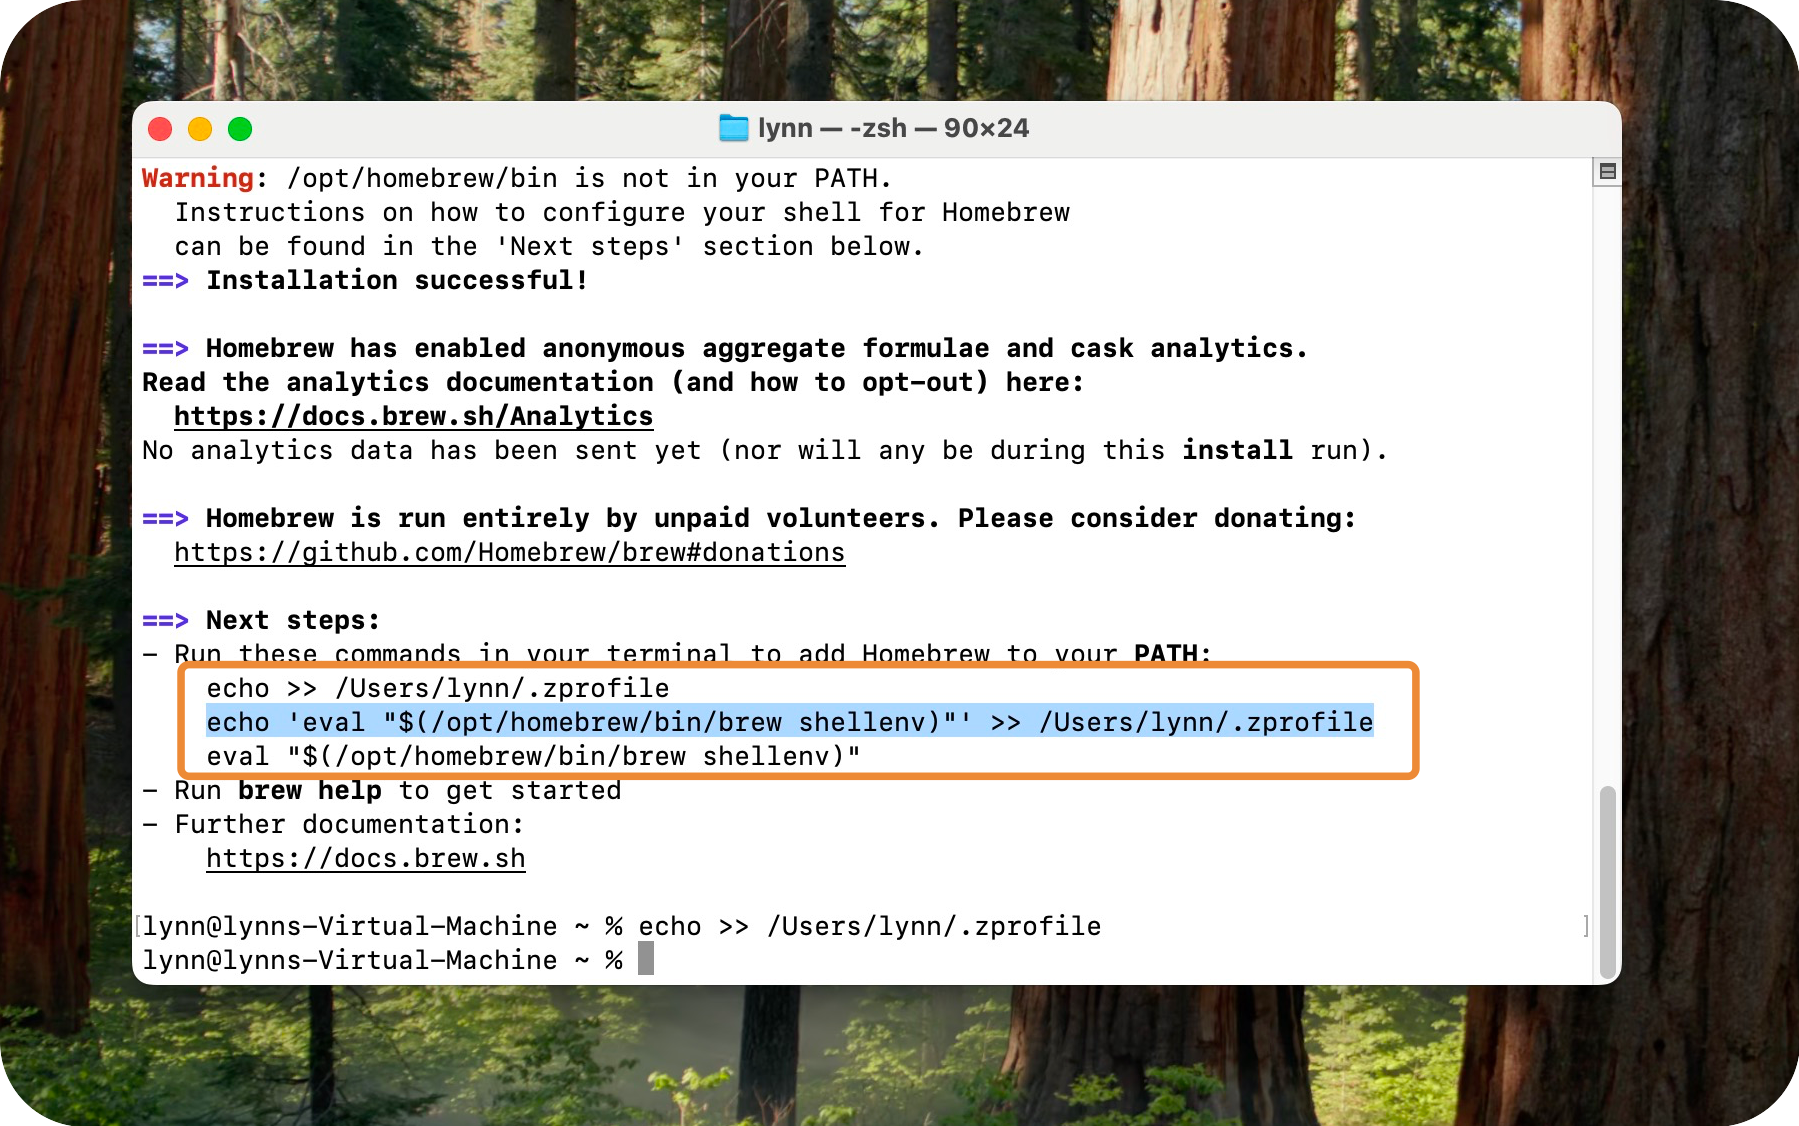 lynn — -zsh — 90×24
Warning: /opt/homebrew/bin is not in your PATH.
Instructions on how to configure your shell for Homebrew
can be found in the 'Next steps' section below.
==> Installation successful!
==> Homebrew has enabled anonymous aggregate formulae and cask analytics.
Read the analytics documentation (and how to opt-out) here:
https://docs.brew.sh/Analytics
No analytics data has been sent yet (nor will any be during this install run).
==> Homebrew is run entirely by unpaid volunteers. Please consider donating:
https://github.com/Homebrew/brew#donations
==> Next steps:
- Run these commands in your terminal to add Homebrew to your PATH:
echo >> /Users/lynn/.zprofile
echo 'eval "$(/opt/homebrew/bin/brew shellenv)"' >> /Users/lynn/.zprofile
eval "$(/opt/homebrew/bin/brew shellenv)"
- Run brew help to get started
- Further documentation:
https://docs.brew.sh
[lynn@lynns-Virtual-Machine ~ % echo >> /Users/lynn/.zprofile ]
lynn@lynns-Virtual-Machine ~ %